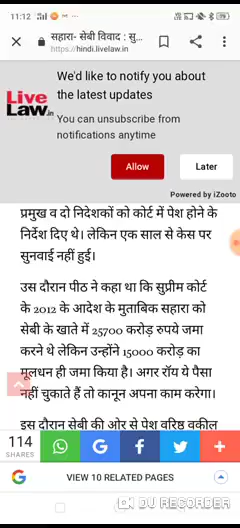 11:12
सहारा- सेबी विवाद : सु...
https://hindi.livelaw.in
Live
Law.in
We'd like to notify you about
the latest updates
You can unsubscribe from
notifications anytime
Allow
Later
Powered by iZooto
प्रमुख व दो निदेशकों को कोर्ट में पेश होने के
निर्देश दिए थे। लेकिन एक साल से केस पर
सुनवाई नहीं हुई।
उस दौरान पीठ ने कहा था कि सुप्रीम कोर्ट
के 2012 के आदेश के मुताबिक सहारा को
सेबी के खाते में 25700 करोड़ रुपये जमा
करने थे लेकिन उन्होंने 15000 करोड़ का
मूलधन ही जमा किया है। अगर रॉय ये पैसा
नहीं चुकाते हैं तो कानून अपना काम करेगा।
इस दौरान सेबी की ओर से पेश वरिष्ठ वकील
114
SHARES
VIEW 10 RELATED PAGES
DU RECORDER